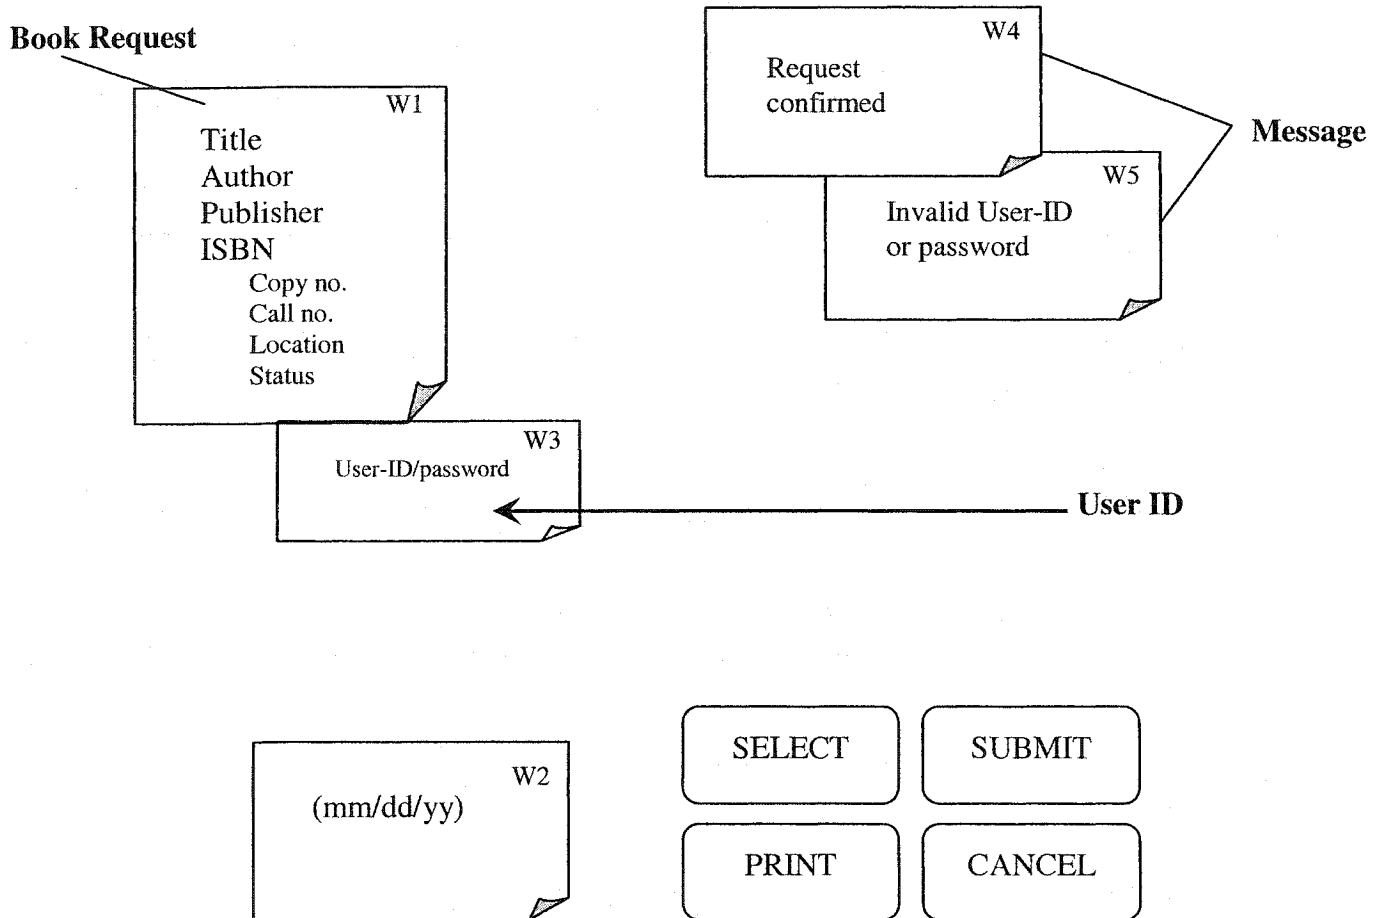 Book Request
W1
Title
Author
Publisher
ISBN
Copy no.
Call no.
Location
Status
W3
User-ID/password
User ID
W4
Request
confirmed
Message
W5
Invalid User-ID
or password
W2
(mm/dd/yy)
SELECT
SUBMIT
PRINT
CANCEL